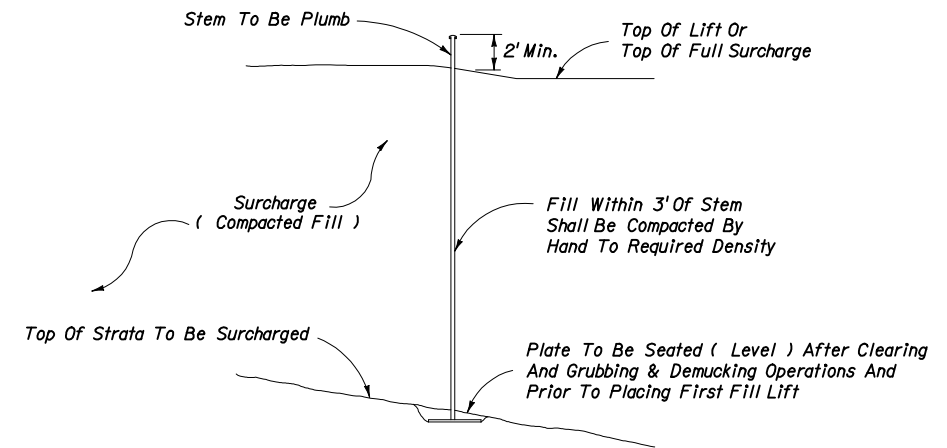 Stem To Be Plumb
2' Min.
Top Of Lift Or
Top Of Full Surcharge
Surcharge
( Compacted Fill )
Fill Within 3' Of Stem
Shall Be Compacted By
Hand To Required Density
Top Of Strata To Be Surcharged
Plate To Be Seated ( Level ) After Clearing
And Grubbing & Demucking Operations And
Prior To Placing First Fill Lift